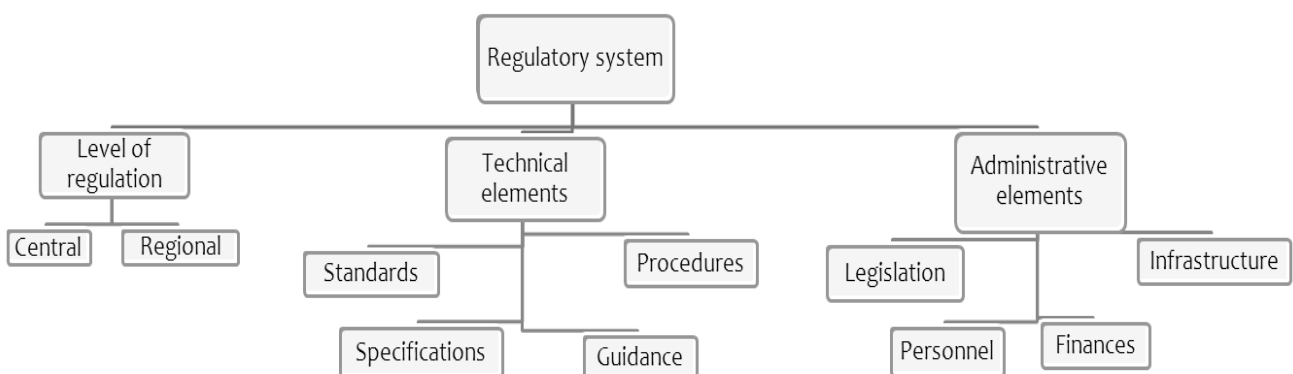 Regulatory system
Level of
regulation
Technical
elements
Administrative
elements
Central
Regional
Standards
Procedures
Legislation
Infrastructure
Specifications
Guidance
Personnel
Finances